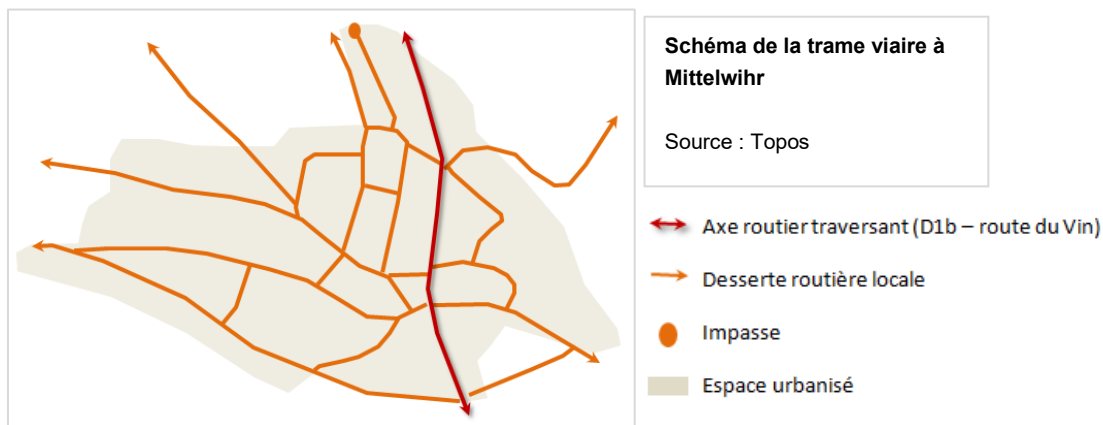 Schéma de la trame viaire à
Mittelwihr
Source : Topos
Axe routier traversant (D1b – route du Vin)
Desserte routière locale
Impasse
Espace urbanisé